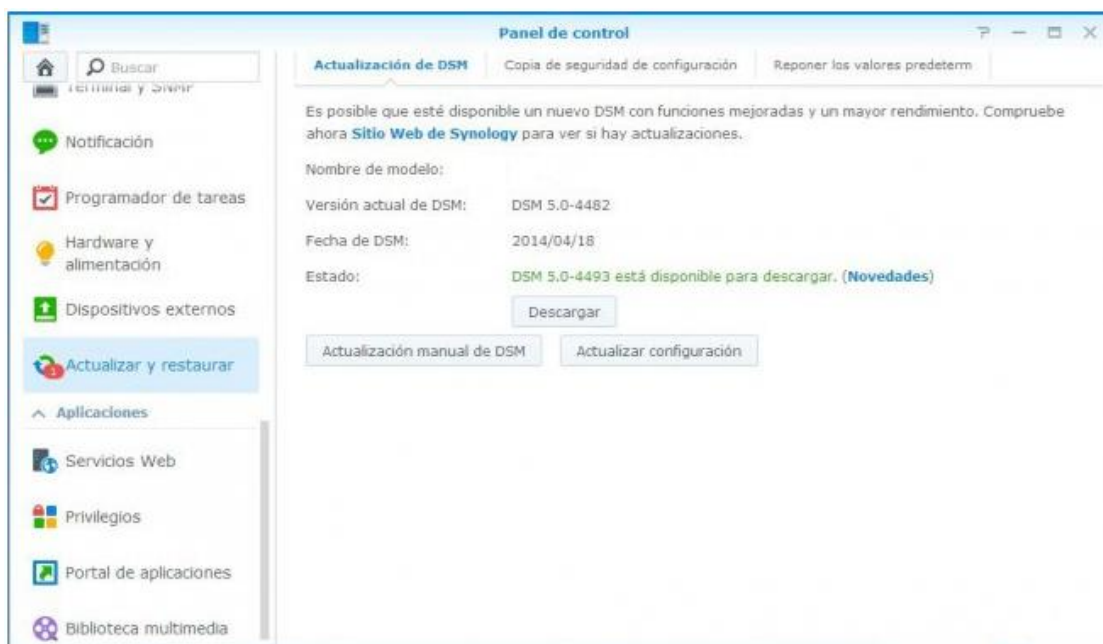 Panel de control
Buscar
Terminal y SNMP
Notificación
Programador de tareas
Hardware y
alimentación
Dispositivos externos
Actualizar y restaurar
Aplicaciones
Servicios Web
Privilegios
Portal de aplicaciones
Biblioteca multimedia
Actualización de DSM
Copia de seguridad de configuración
Reponer los valores predeterm
Es posible que esté disponible un nuevo DSM con funciones mejoradas y un mayor rendimiento. Compruebe
ahora Sitio Web de Synology para ver si hay actualizaciones.
Nombre de modelo:
Versión actual de DSM: DSM 5.0-4482
Fecha de DSM: 2014/04/18
Estado: DSM 5.0-4493 está disponible para descargar. (Novedades)
Descargar
Actualización manual de DSM
Actualizar configuración